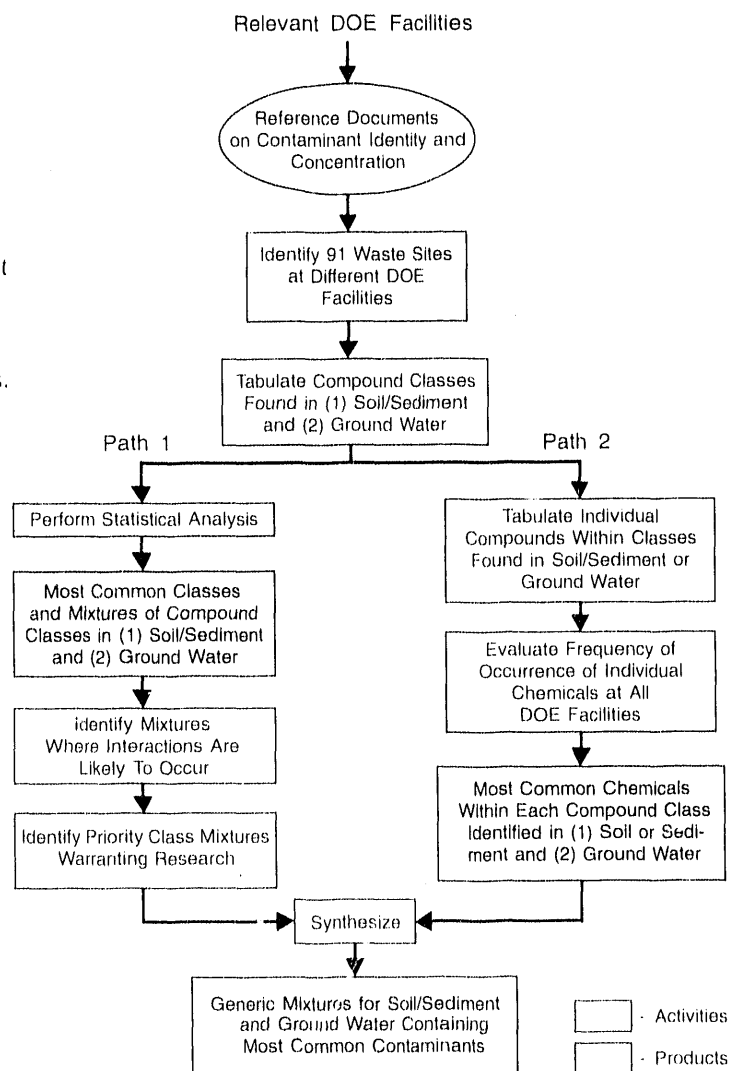 Relevant DOE Facilities
Reference Documents
on Contaminant Identity and
Concentration
Identify 91 Waste Sites
at Different DOE
Facilities
Tabulate Compound Classes
Found in (1) Soil/Sediment
and (2) Ground Water
Path 1
Perform Statistical Analysis
Most Common Classes
and Mixtures of Compound
Classes in (1) Soil/Sediment
and (2) Ground Water
Identify Mixtures
Where Interactions Are
Likely To Occur
Identify Priority Class Mixtures
Warranting Research
Path 2
Tabulate Individual
Compounds Within Classes
Found in Soil/Sediment or
Ground Water
Evaluate Frequency of
Occurrence of Individual
Chemicals at All
DOE Facilities
Most Common Chemicals
Within Each Compound Class
Identified in (1) Soil or Sedi-
ment and (2) Ground Water
Synthesize
Generic Mixtures for Soil/Sediment
and Ground Water Containing
Most Common Contaminants
- Activities
- Products